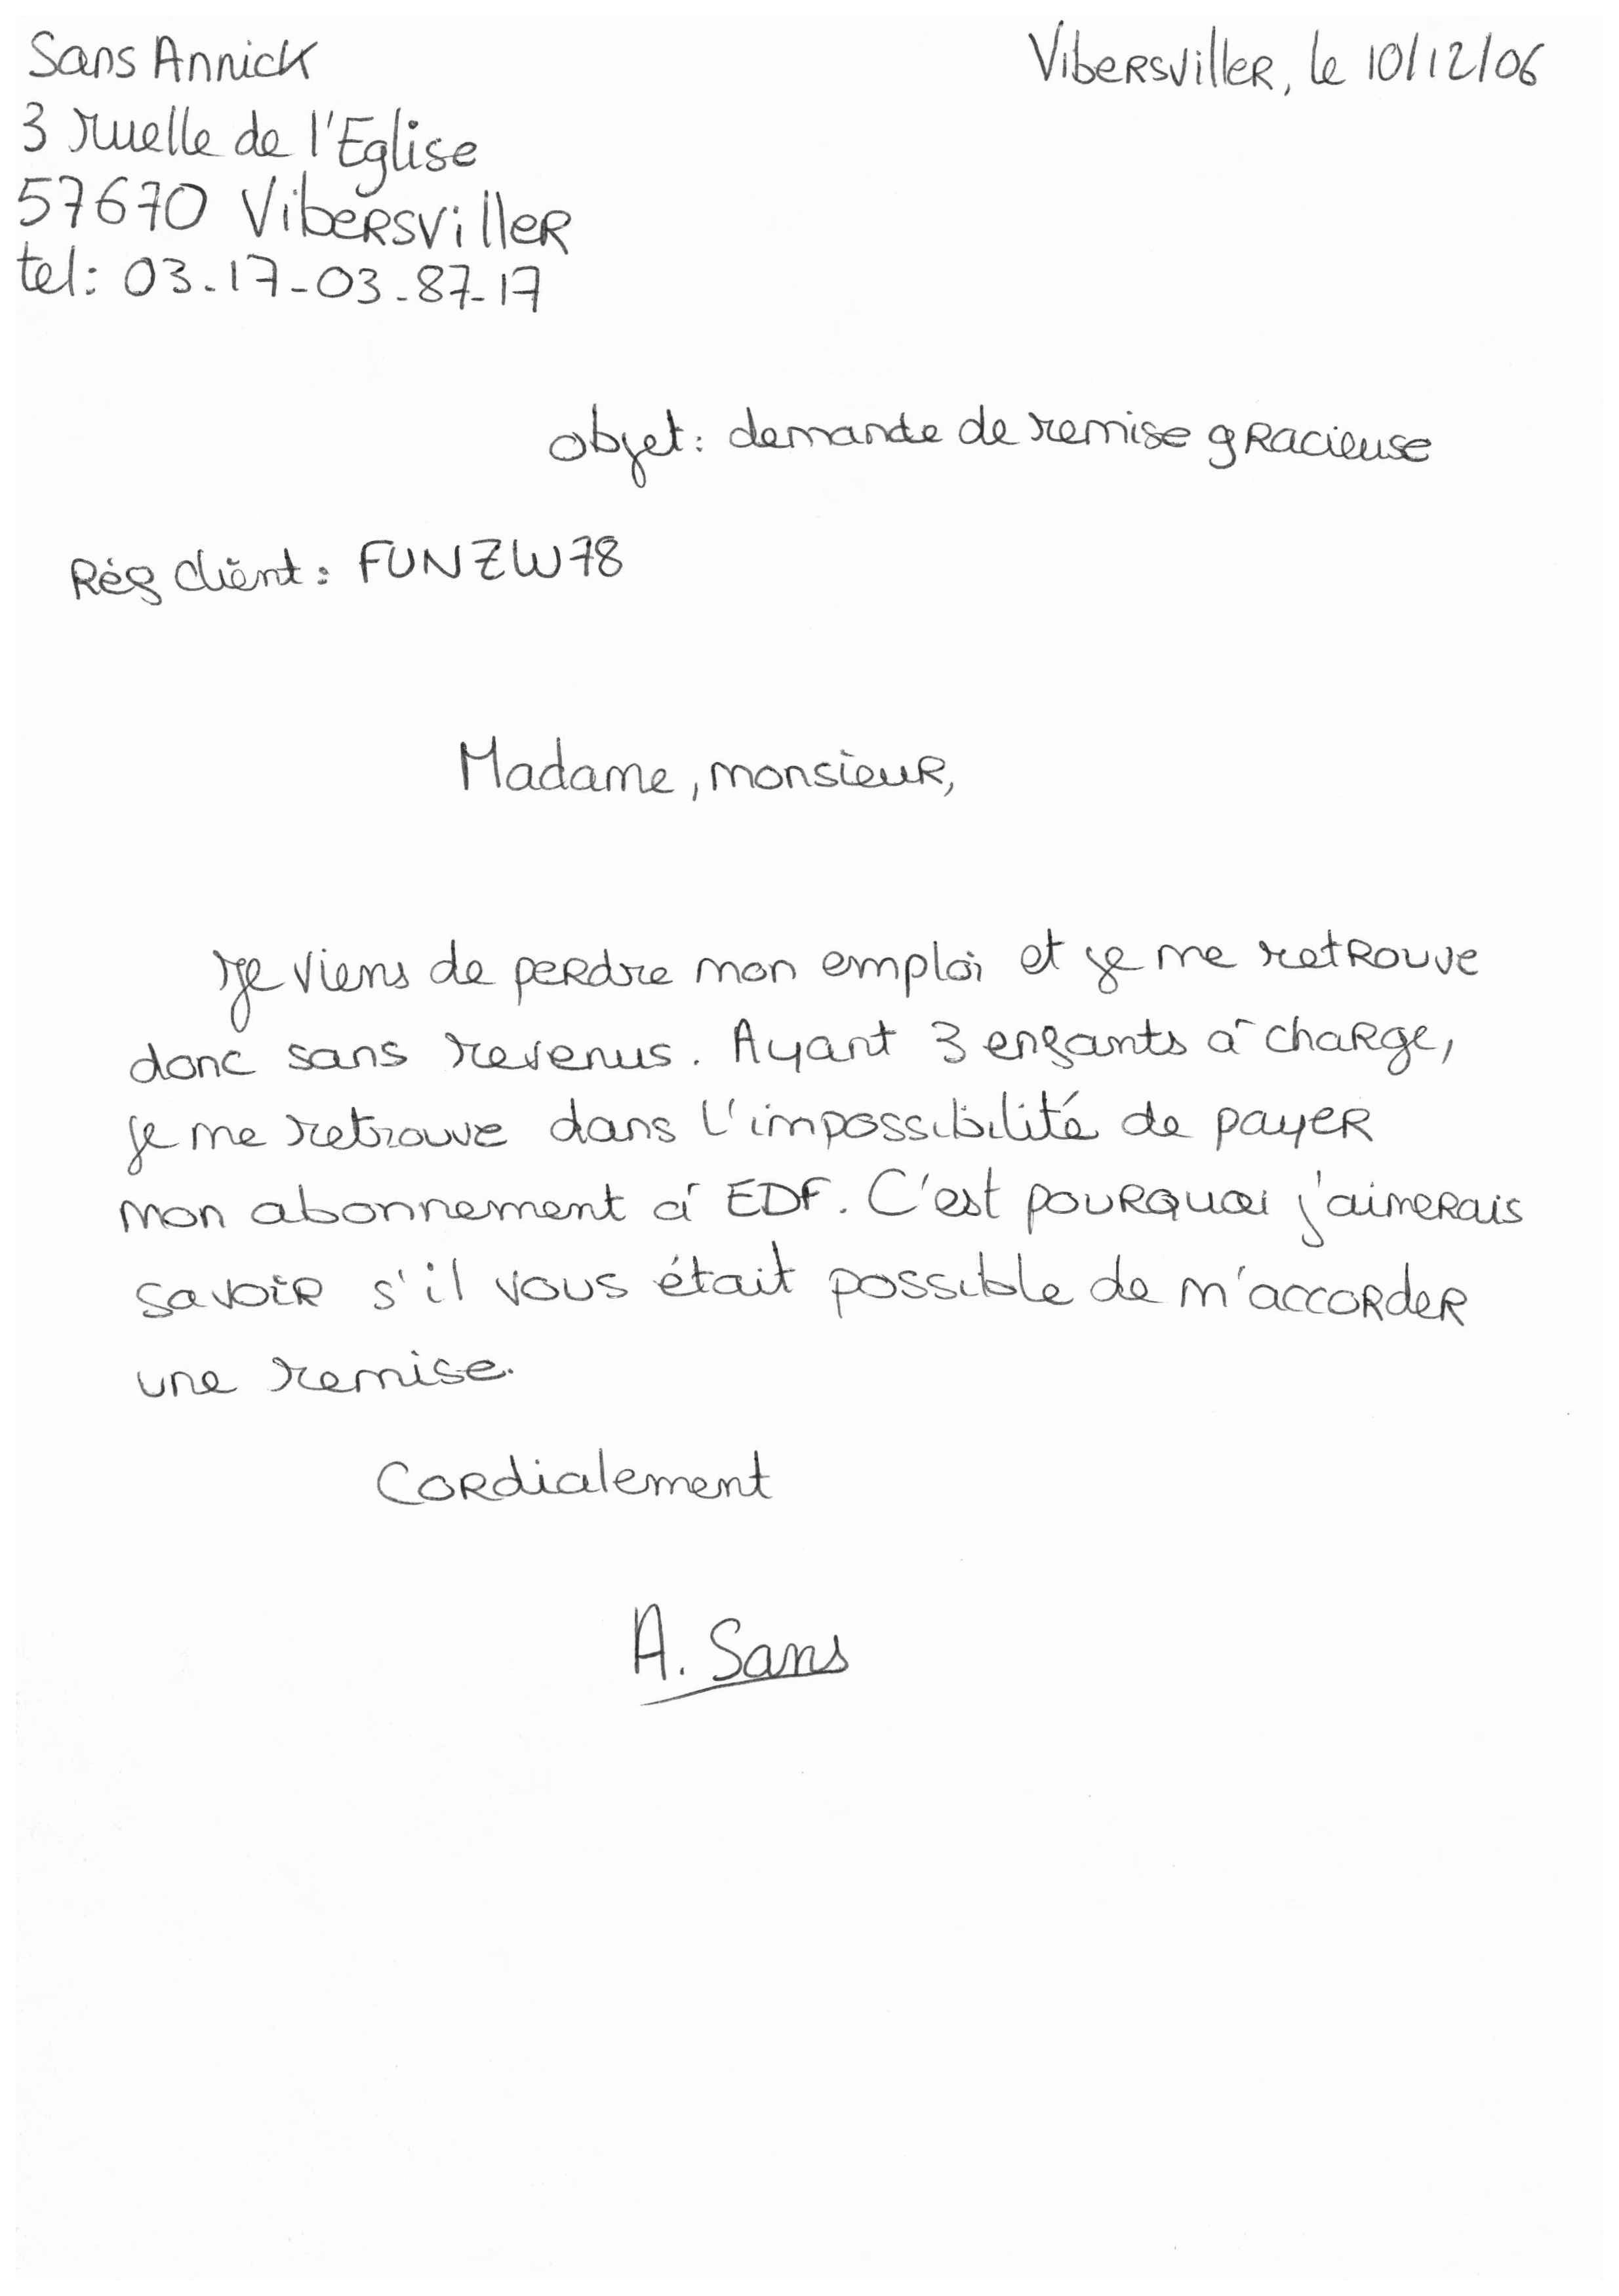 Sans Annick
Vibersviller, le 10/12/06
3 ruelle de l'Eglise
57670 Vibersviller
tel: 03-17-03-87-17
objet: demande de remise gracieuse
Réf client: FUNZW78
Madame, monsieur,
Je viens de perdre mon emploi et je me retrouve
donc sans revenus. Ayant 3 enfants à charge,
je me retrouve dans l'impossibilité de payer
mon abonnement à EDF. C'est pourquoi j'aimerais
savoir s'il vous était possible de m'accorder
une remise.
Cordialement
A. Sans